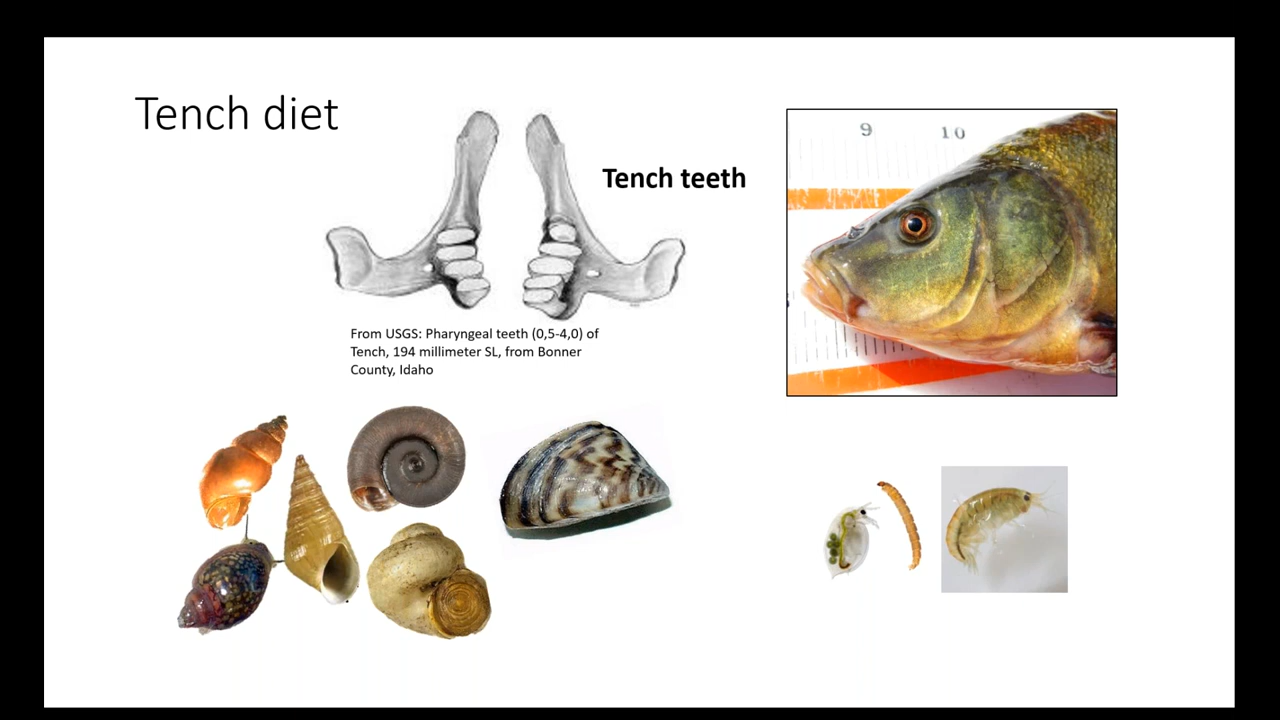 Tench diet
Tench teeth
9 10
From USGS: Pharyngeal teeth (0,5-4,0) of
Tench, 194 millimeter SL, from Bonner
County, Idaho